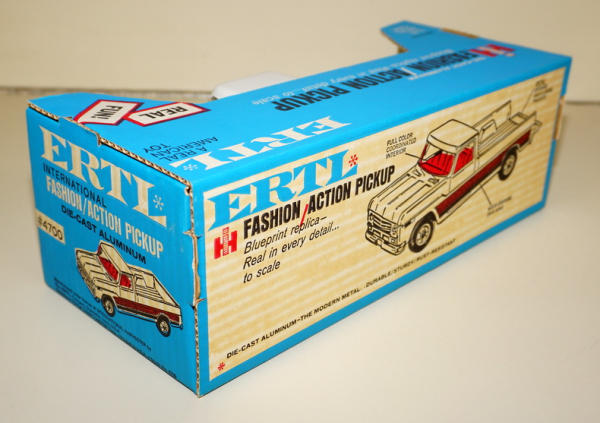 REAL
FUN!
A REAL
AMERICAN
TOY
ERTL
FASHION/ACTION PICKUP
ERTL*
INTERNATIONAL
FASHION/ACTION PICKUP
DIE-CAST ALUMINUM
#4700
ERTL*
FASHION/ACTION PICKUP
Blueprint replica—
Real in every detail...
to scale
FULL COLOR
COORDINATED
INTERIOR
DIE-CAST ALUMINUM—THE MODERN METAL . DURABLE/STURDY/RUST-RESISTANT